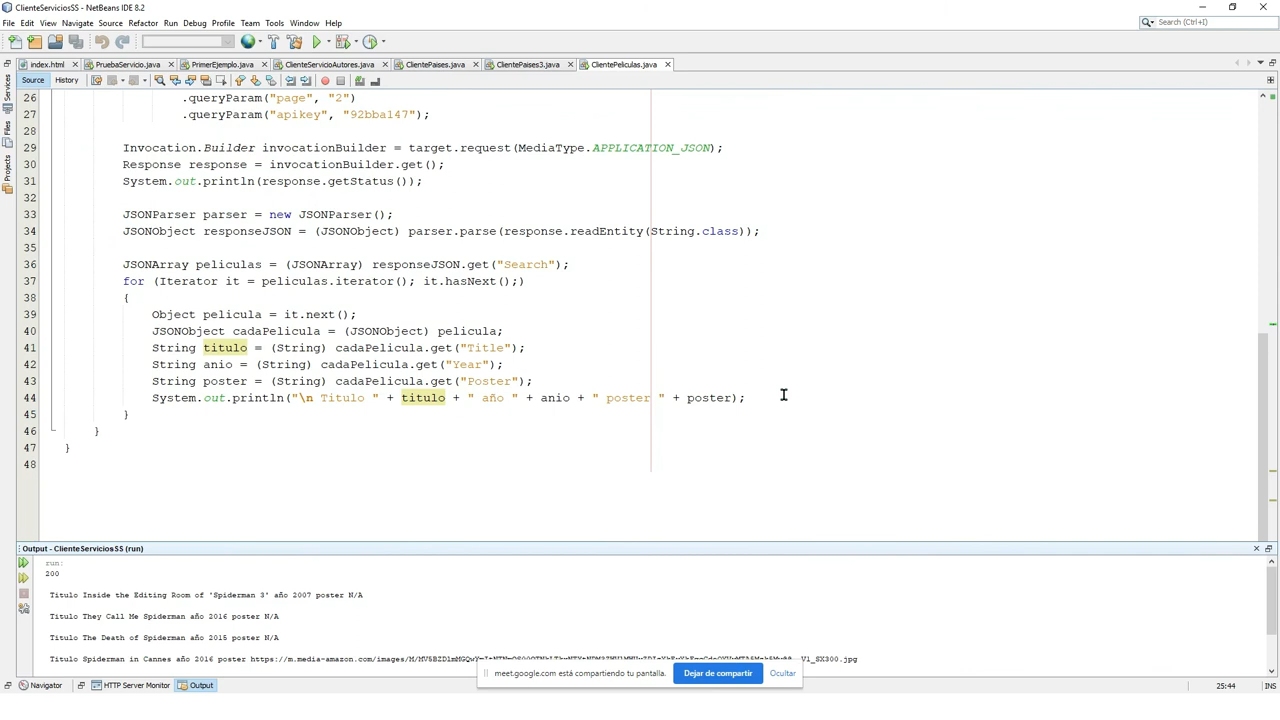 ClienteServiciosSS - NetBeans IDE 8.2
File Edit View Navigate Source Refactor Run Debug Profile Team Tools Window Help
Search (Ctrl+I)
index.html PruebaServicio.java PrimerEjemplo.java ClienteServicioAutores.java ClientePaises.java ClientePaises3.java ClientePeliculas.java
Source History
Services
Files
Projects
26 .queryParam("page", "2")
27 .queryParam("apikey", "92bba147");
28
29 Invocation.Builder invocationBuilder = target.request(MediaType.APPLICATION_JSON);
30 Response response = invocationBuilder.get();
31 System.out.println(response.getStatus());
32
33 JSONParser parser = new JSONParser();
34 JSONObject responseJSON = (JSONObject) parser.parse(response.readEntity(String.class));
35
36 JSONArray peliculas = (JSONArray) responseJSON.get("Search");
37 for (Iterator it = peliculas.iterator(); it.hasNext();)
38 {
39 Object pelicula = it.next();
40 JSONObject cadaPelicula = (JSONObject) pelicula;
41 String titulo = (String) cadaPelicula.get("Title");
42 String anio = (String) cadaPelicula.get("Year");
43 String poster = (String) cadaPelicula.get("Poster");
44 System.out.println("\n Titulo " + titulo + " año " + anio + " poster " + poster);
45 }
46 }
47 }
48
Output - ClienteServiciosSS (run)
run:
200
Titulo Inside the Editing Room of 'Spiderman 3' año 2007 poster N/A
Titulo They Call Me Spiderman año 2016 poster N/A
Titulo The Death of Spiderman año 2015 poster N/A
Titulo Spiderman in Cannes año 2016 poster
meet.google.com está compartiendo tu pantalla. Dejar de compartir Ocultar
Navigator HTTP Server Monitor Output 25:44 INS